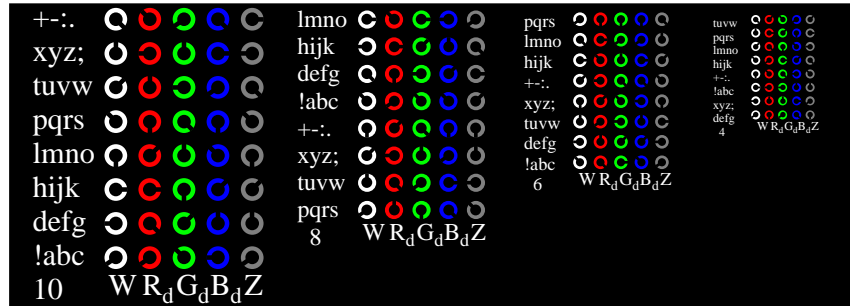 +-:.
xyz;
tuvw
pqrs
lmno
hijk
defg
!abc
10 W R_d G_d B_d Z
lmno
hijk
defg
!abc
+-:.
xyz;
tuvw
pqrs
8 W R_d G_d B_d Z
pqrs
lmno
hijk
+-:.
xyz;
tuvw
defg
!abc
6 W R_d G_d B_d Z
tuvw
pqrs
lmno
hijk
+-:.
!abc
xyz;
defg
4 W R_d G_d B_d Z